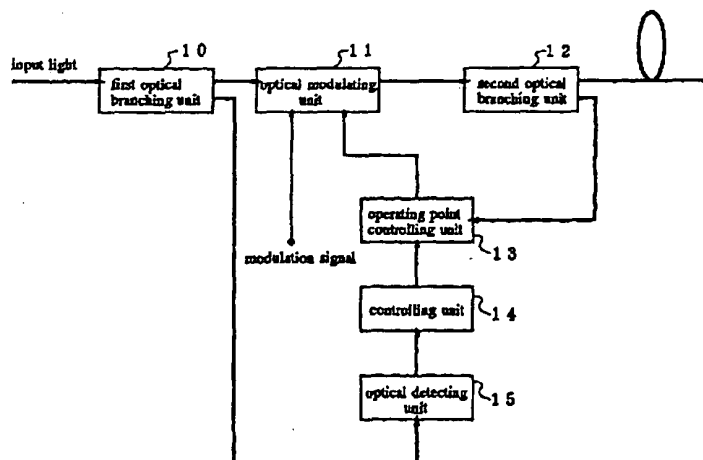 10
11
12
input light
first optical
branching unit
optical modulating
unit
second optical
branching unit
operating point
controlling unit
13
modulation signal
controlling unit
14
optical detecting
unit
15